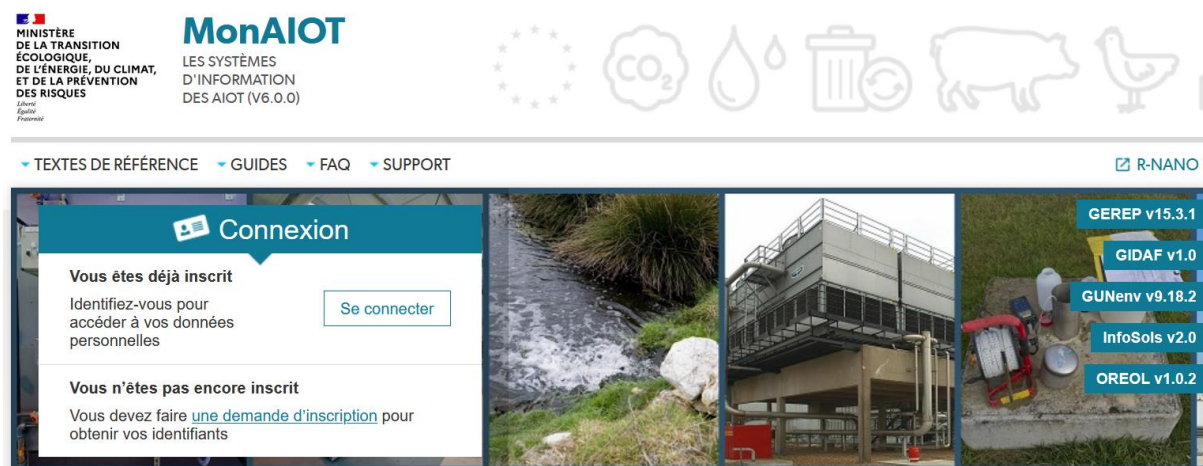 MINISTÈRE
DE LA TRANSITION
ÉCOLOGIQUE,
DE L'ÉNERGIE, DU CLIMAT,
ET DE LA PRÉVENTION
DES RISQUES
Liberté
Égalité
Fraternité
MonAIOT
LES SYSTÈMES
D'INFORMATION
DES AIOT (V6.0.0)
CO2
TEXTES DE RÉFÉRENCE GUIDES FAQ SUPPORT
R-NANO
Connexion
Vous êtes déjà inscrit
Identifiez-vous pour
accéder à vos données
personnelles
Se connecter
Vous n'êtes pas encore inscrit
Vous devez faire une demande d'inscription pour
obtenir vos identifiants
GEREP v15.3.1
GIDAF v1.0
GUNenv v9.18.2
InfoSols v2.0
OREOL v1.0.2